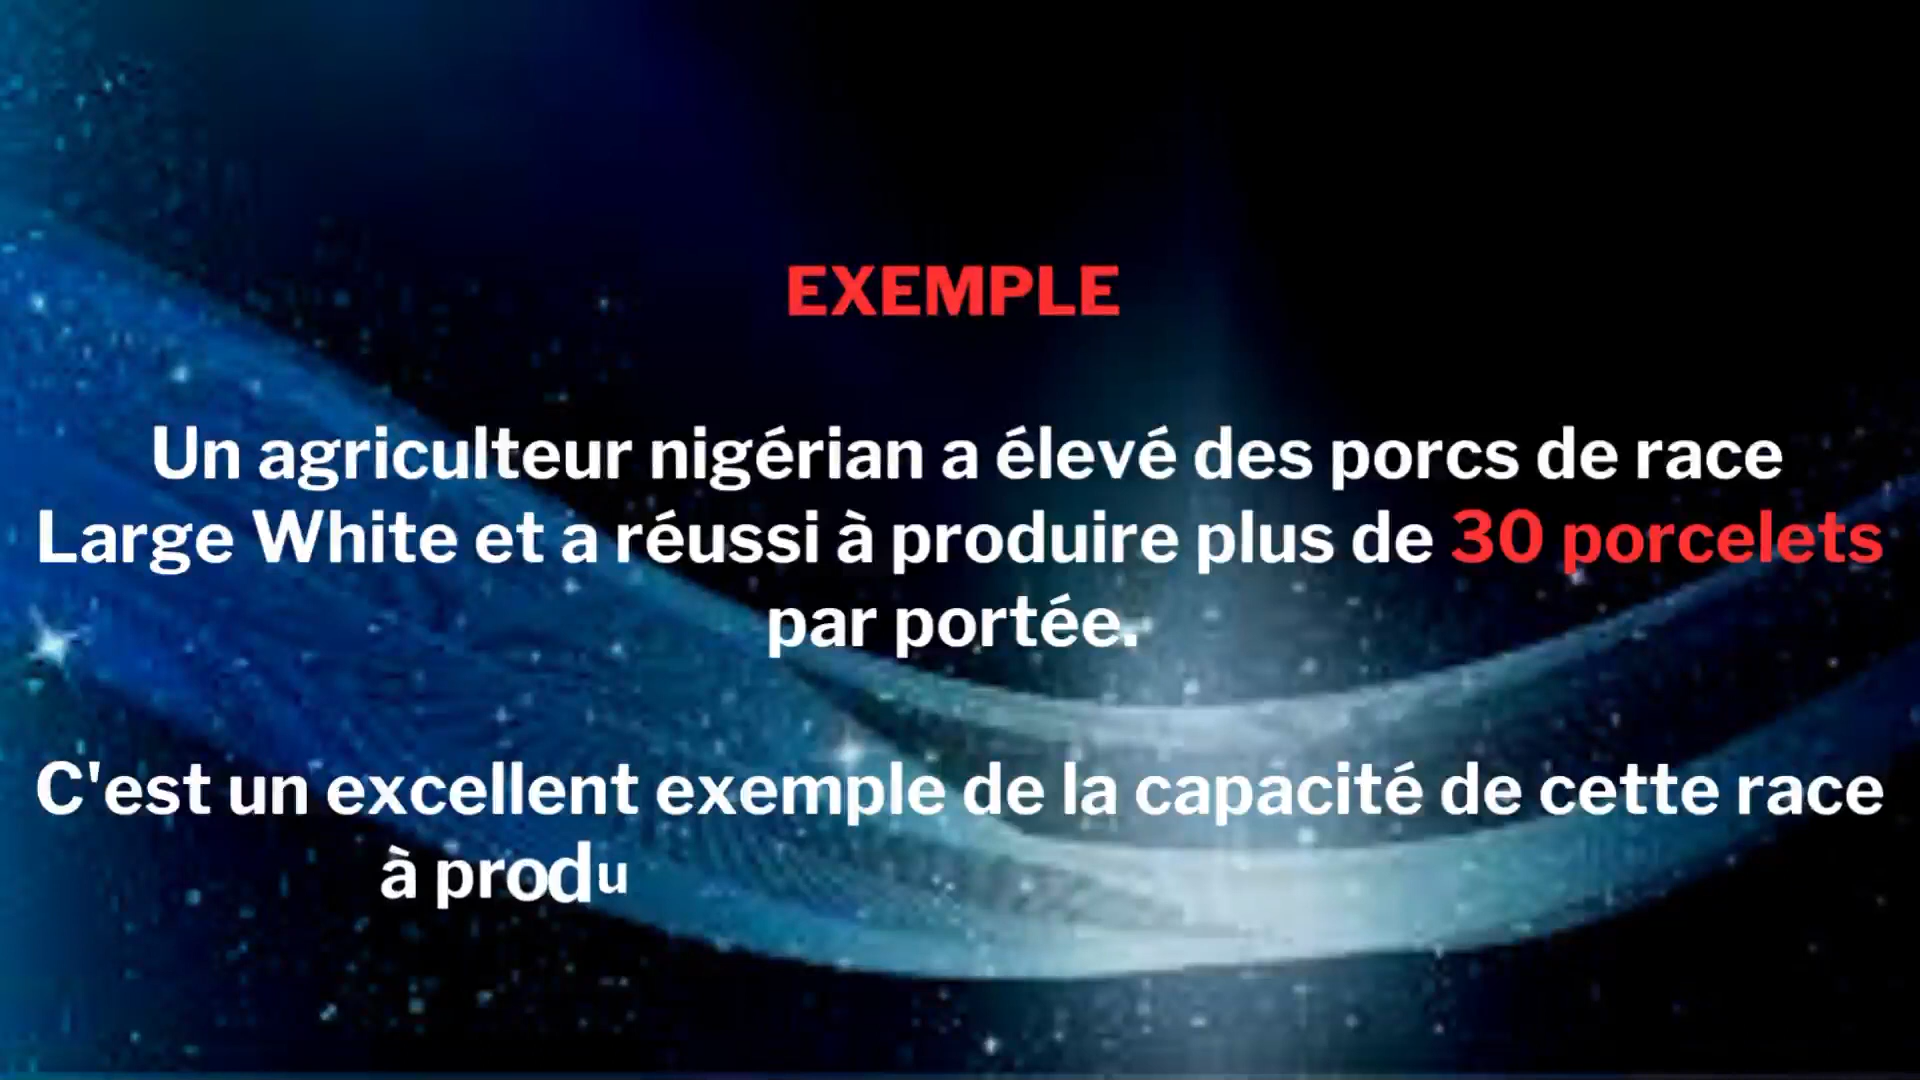 EXEMPLE
Un agriculteur nigérian a élevé des porcs de race
Large White et a réussi à produire plus de 30 porcelets
par portée.
C'est un excellent exemple de la capacité de cette race
à produ